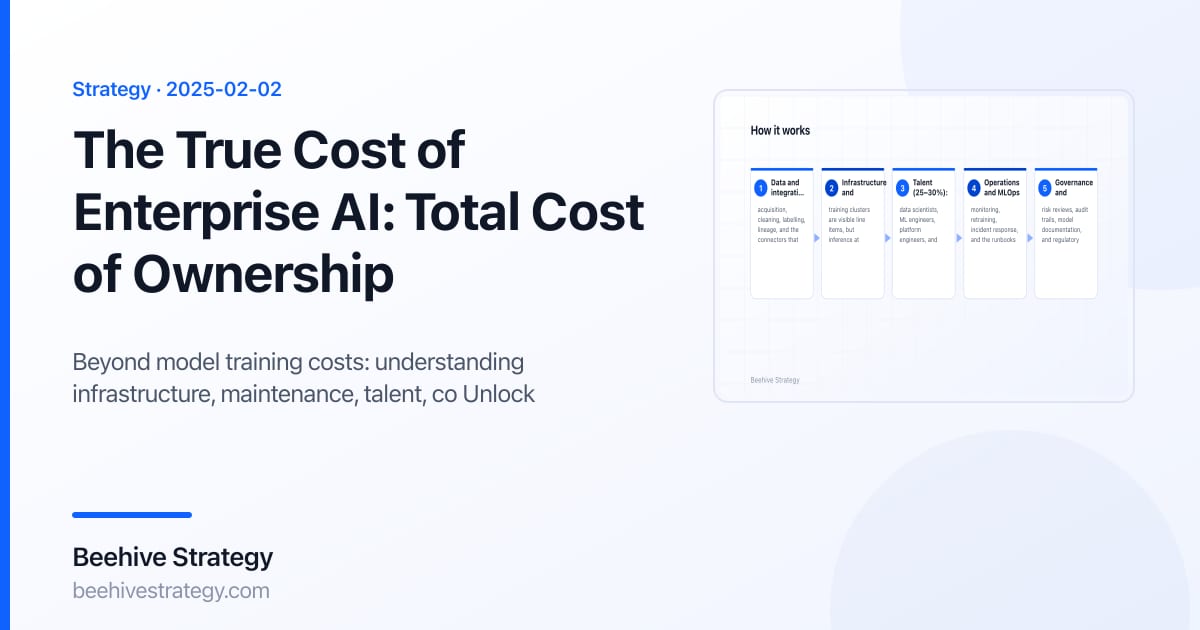 Strategy · 2025-02-02
The True Cost of
Enterprise AI: Total Cost
of Ownership
Beyond model training costs: understanding
infrastructure, maintenance, talent, co Unlock
Beehive Strategy
beehivestrategy.com
How it works
1 Data and
integrati...
acquisition,
cleaning, labelling,
lineage, and the
connectors that
2 Infrastructure
and
training clusters
are visible line
items, but
inference at
3 Talent
(25–30%):
data scientists,
ML engineers,
platform
engineers, and
4 Operations
and MLOps
monitoring,
retraining,
incident response,
and the runbooks
5 Governance
and
risk reviews, audit
trails, model
documentation,
and regulatory
Beehive Strategy